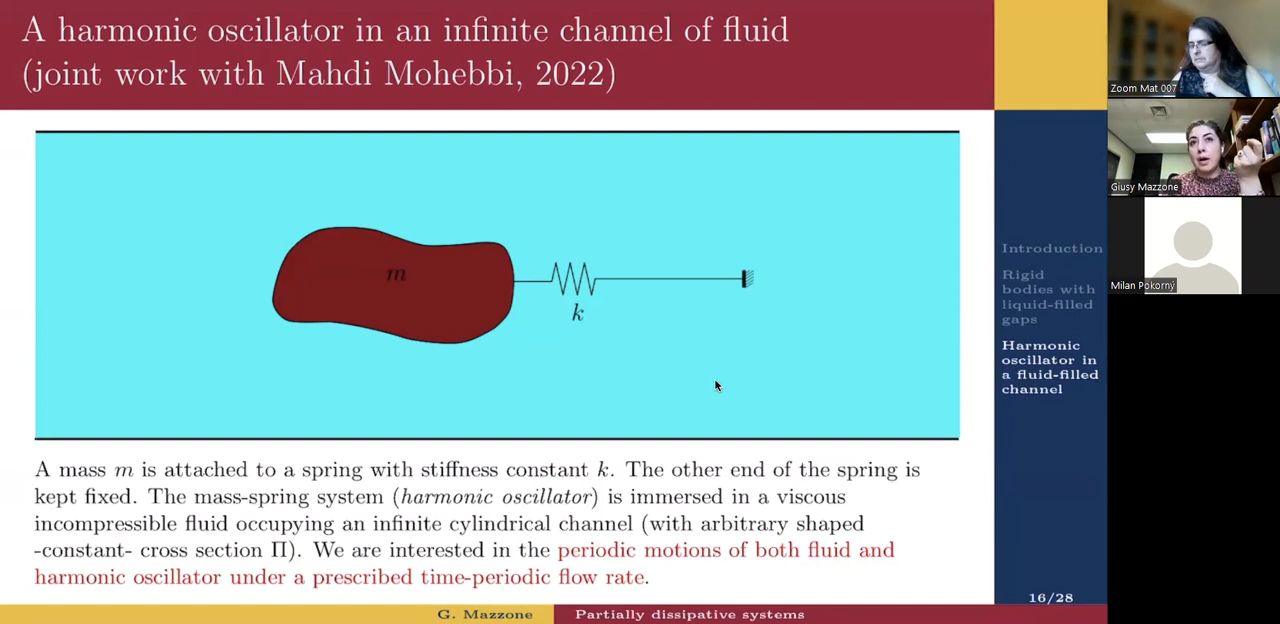 A harmonic oscillator in an infinite channel of fluid
(joint work with Mahdi Mohebbi, 2022)
m
k
A mass m is attached to a spring with stiffness constant k. The other end of the spring is
kept fixed. The mass-spring system (harmonic oscillator) is immersed in a viscous
incompressible fluid occupying an infinite cylindrical channel (with arbitrary shaped
-constant- cross section Π). We are interested in the periodic motions of both fluid and
harmonic oscillator under a prescribed time-periodic flow rate.
Introduction
Rigid
bodies with
liquid-filled
gaps
Harmonic
oscillator in
a fluid-filled
channel
16/28
G. Mazzone
Partially dissipative systems
Zoom Mat 007
Giusy Mazzone
Milan Pokorný